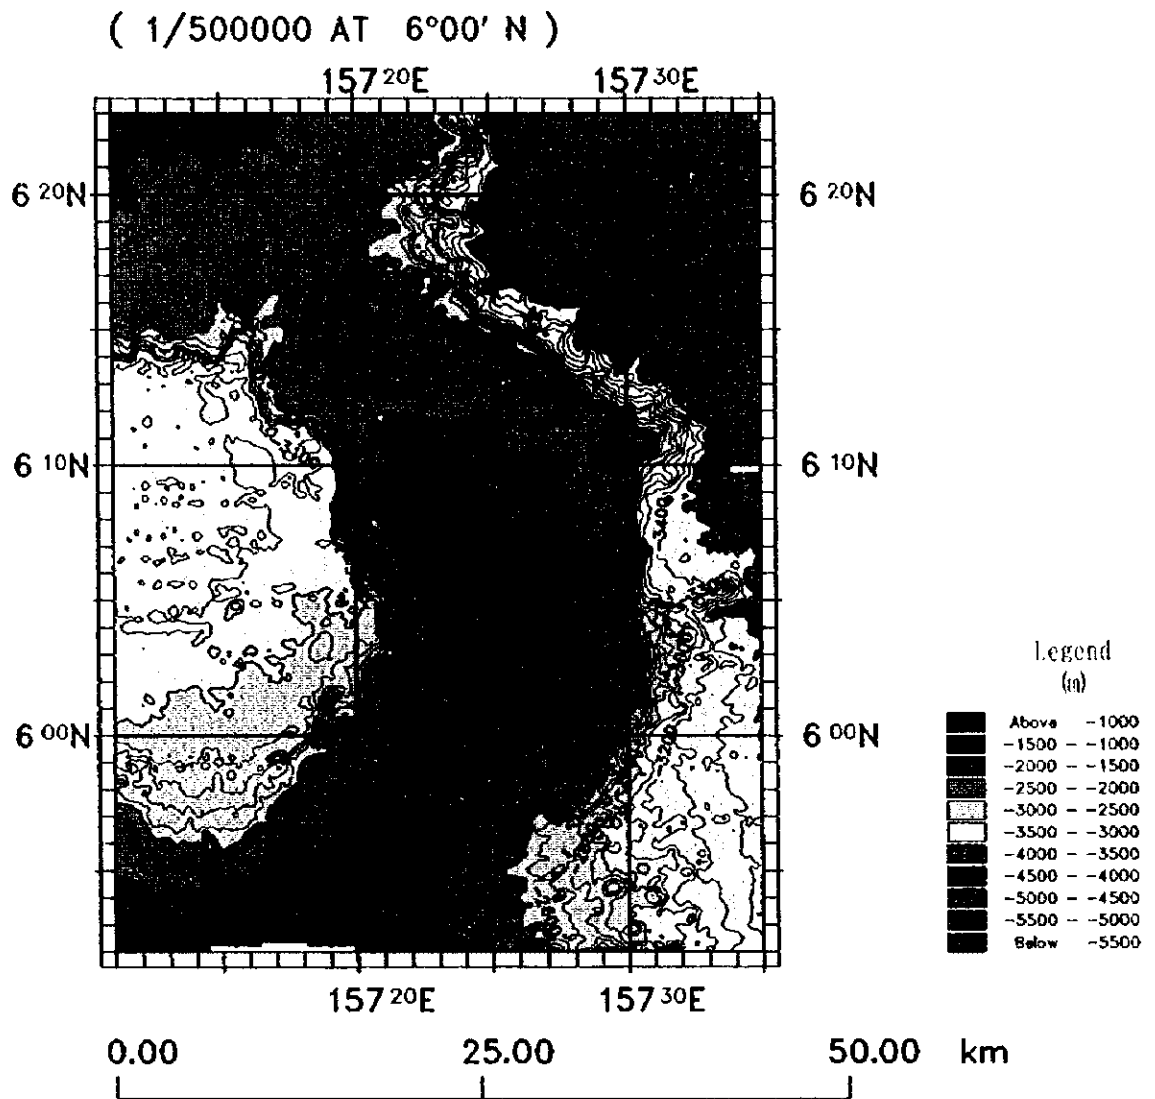 ( 1/500000 AT 6°00' N )
157 20E 157 30E
6 20N 6 20N
6 10N 6 10N
-3400
6 00N 6 00N
-3200
157 20E 157 30E
Legend
(m)
Above -1000
-1500 - -1000
-2000 - -1500
-2500 - -2000
-3000 - -2500
-3500 - -3000
-4000 - -3500
-4500 - -4000
-5000 - -4500
-5500 - -5000
Below -5500
0.00 25.00 50.00 km